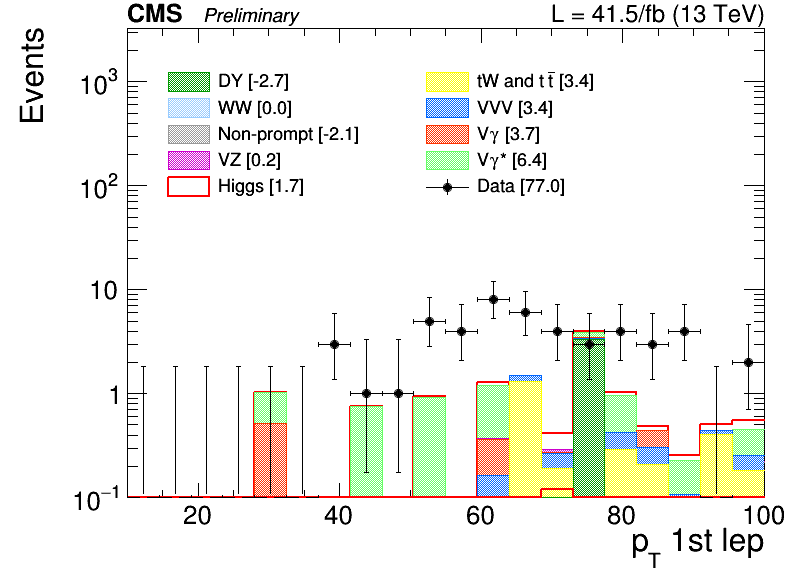 CMS Preliminary L = 41.5/fb (13 TeV)
Events
DY [-2.7]
WW [0.0]
Non-prompt [-2.1]
VZ [0.2]
Higgs [1.7]
tW and tt̅ [3.4]
VVV [3.4]
Vγ [3.7]
Vγ* [6.4]
Data [77.0]
10³
10²
10
1
10⁻¹
20 40 60 80 100
p_T 1st lep